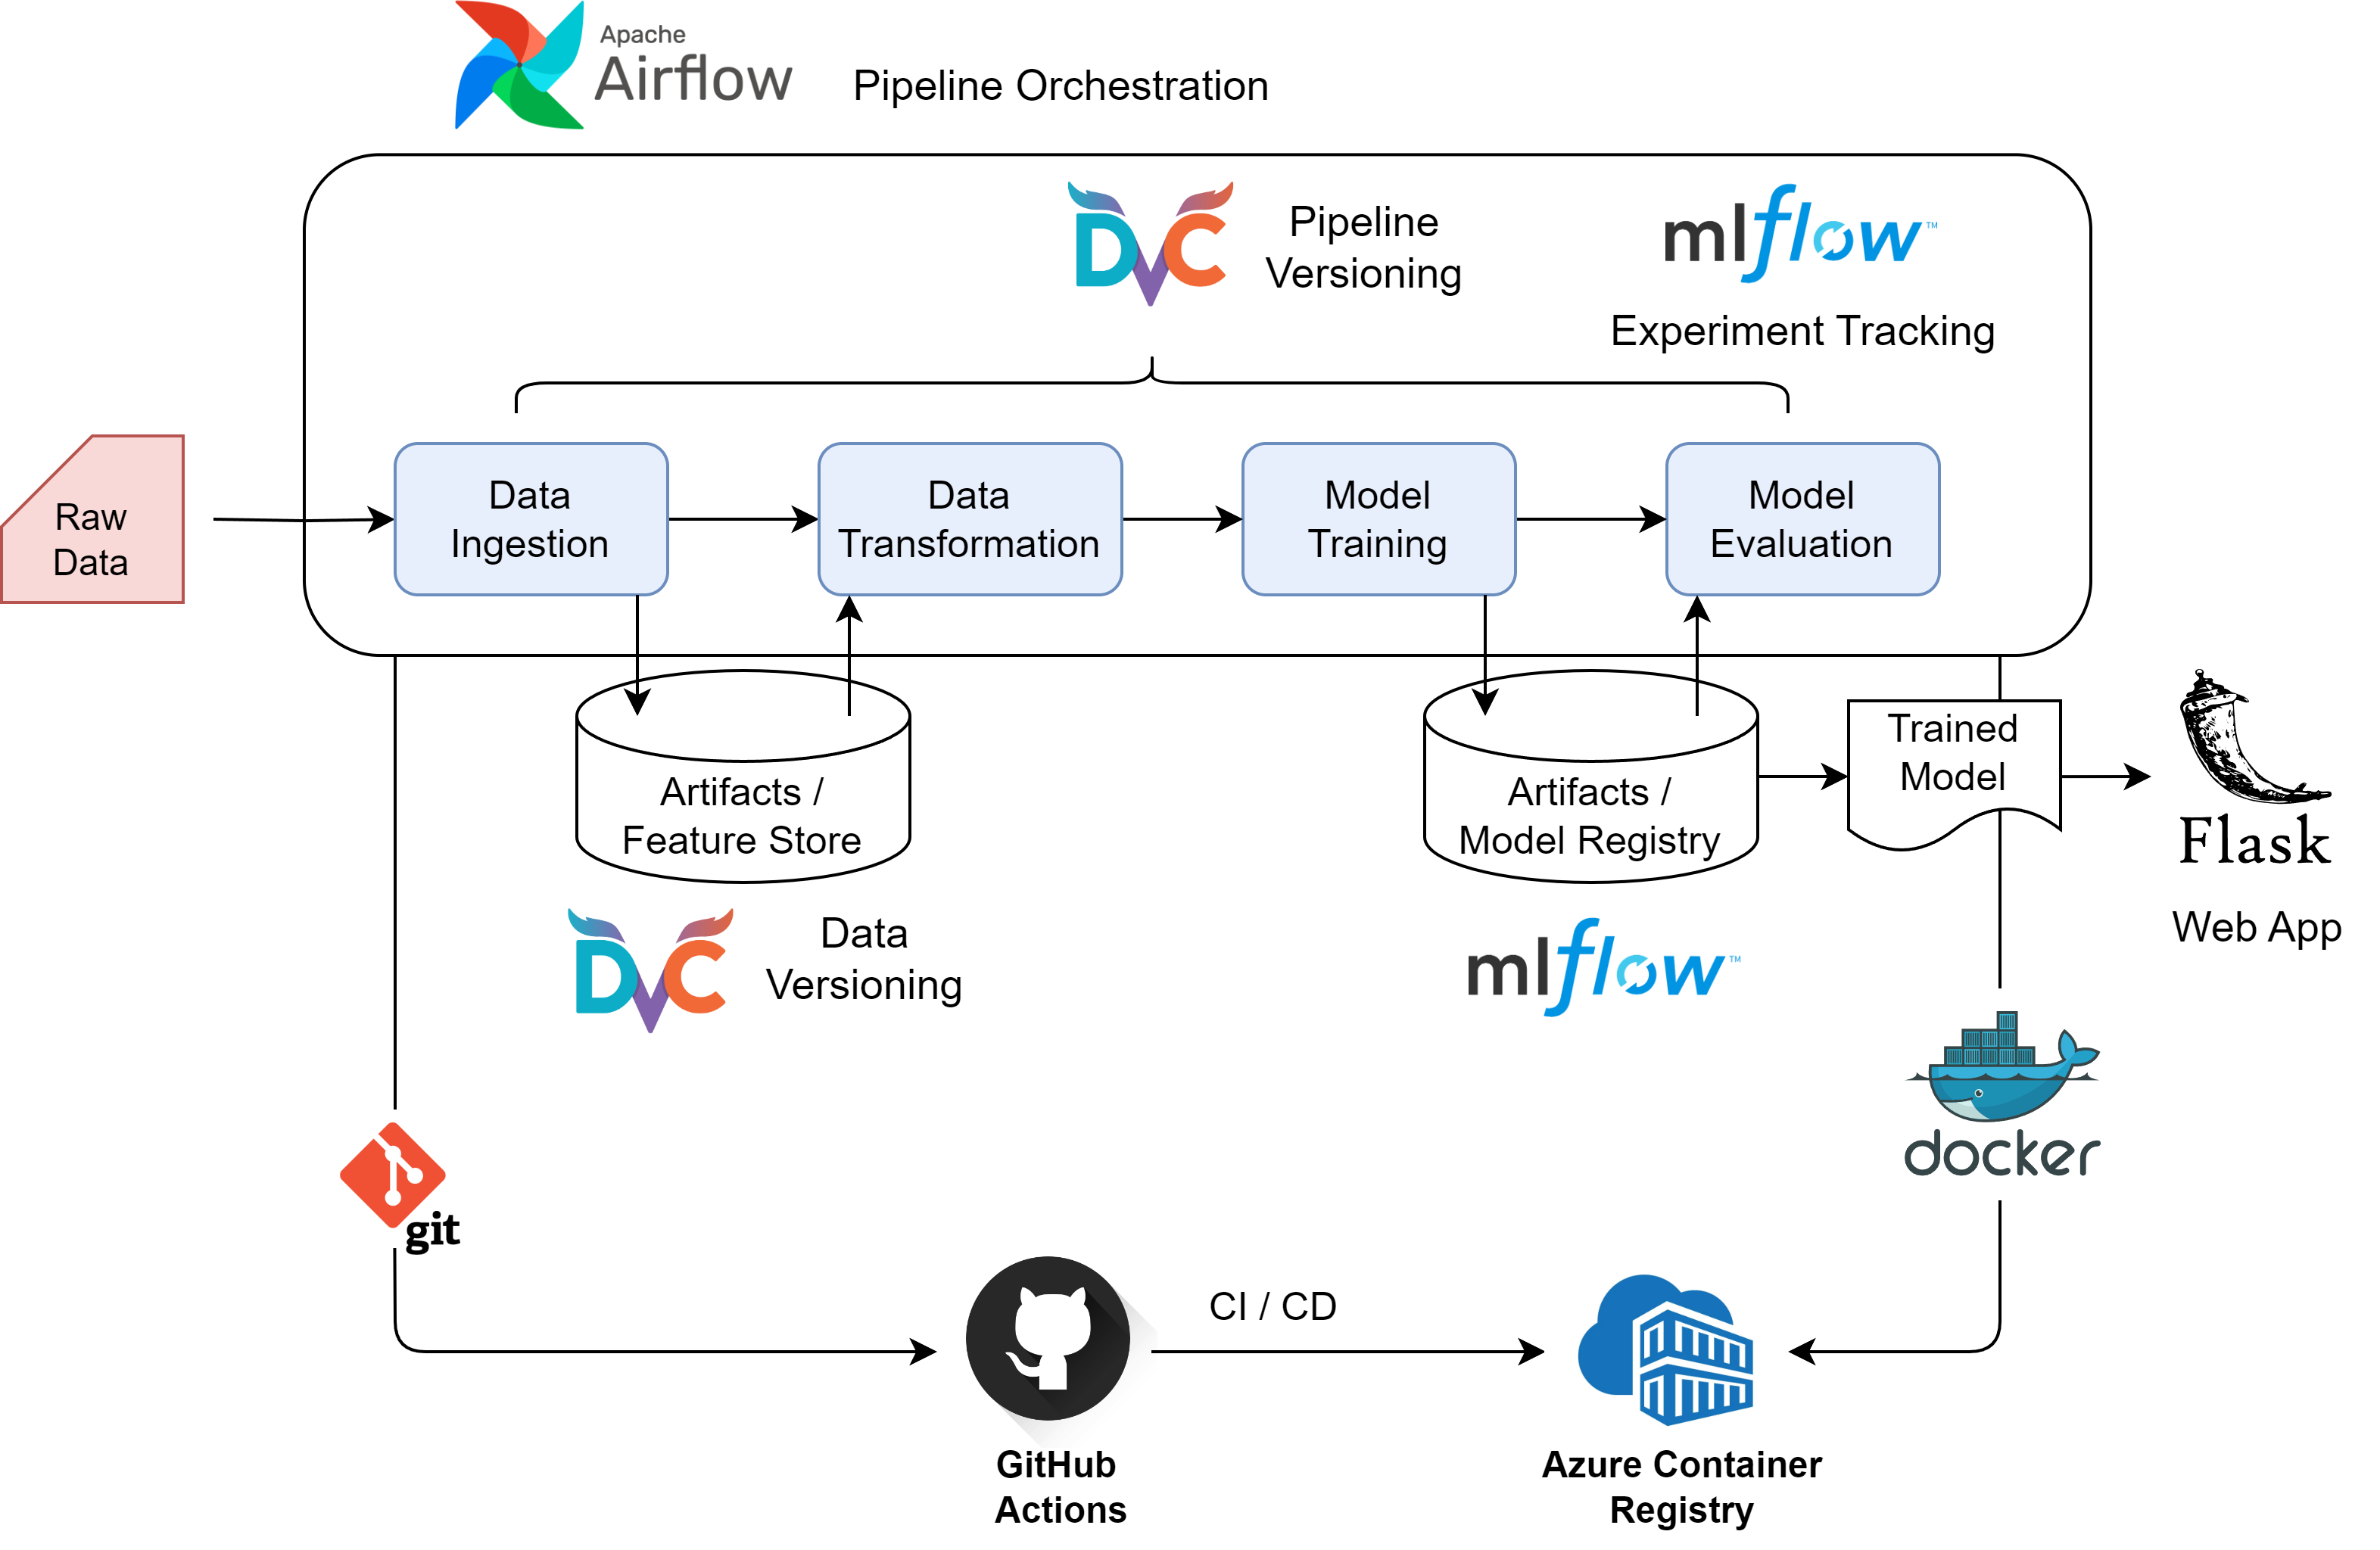 Apache
Airflow
Pipeline Orchestration
DVC
Pipeline
Versioning
mlflow™
Experiment Tracking
Raw
Data
Data
Ingestion
Data
Transformation
Model
Training
Model
Evaluation
Artifacts /
Feature Store
Artifacts /
Model Registry
Trained
Model
Flask
Web App
DVC
Data
Versioning
mlflow™
docker
git
CI / CD
GitHub
Actions
Azure Container
Registry